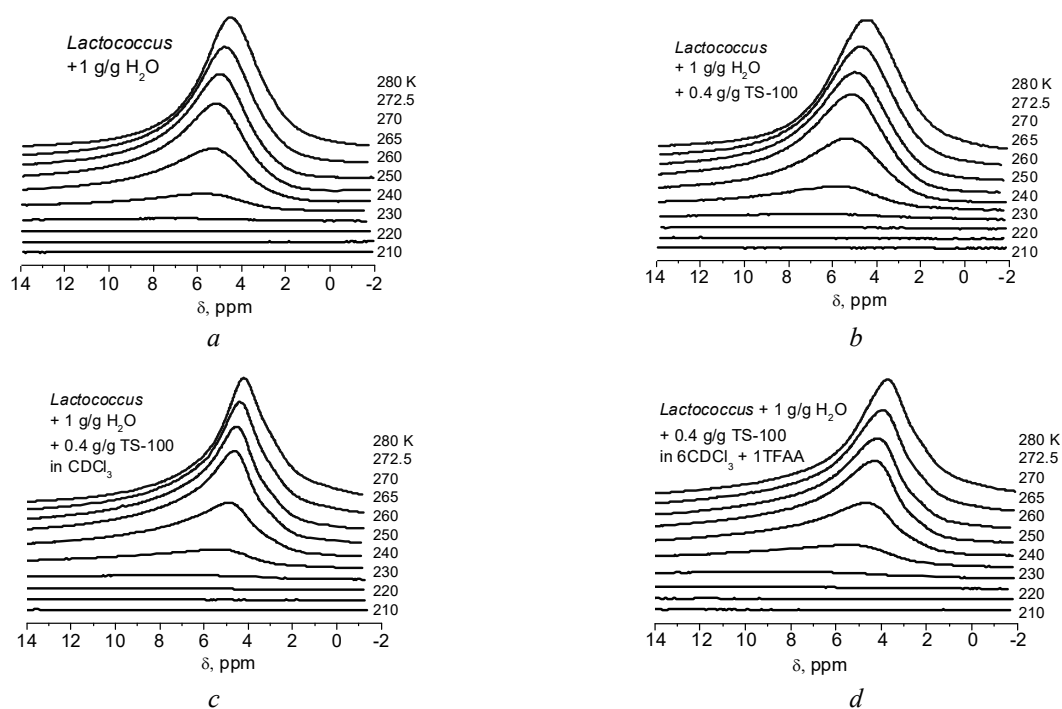 Lactococcus
+1 g/g H₂O
280 K
272.5
270
265
260
250
240
230
220
210
14 12 10 8 6 4 2 0 -2
δ, ppm
a
Lactococcus
+ 1 g/g H₂O
+ 0.4 g/g TS-100
280 K
272.5
270
265
260
250
240
230
220
210
14 12 10 8 6 4 2 0 -2
δ, ppm
b
Lactococcus
+ 1 g/g H₂O
+ 0.4 g/g TS-100
in CDCl₃
280 K
272.5
270
265
260
250
240
230
220
210
14 12 10 8 6 4 2 0 -2
δ, ppm
c
Lactococcus + 1 g/g H₂O
+ 0.4 g/g TS-100
in 6CDCl₃ + 1TFAA
280 K
272.5
270
265
260
250
240
230
220
210
14 12 10 8 6 4 2 0 -2
δ, ppm
d